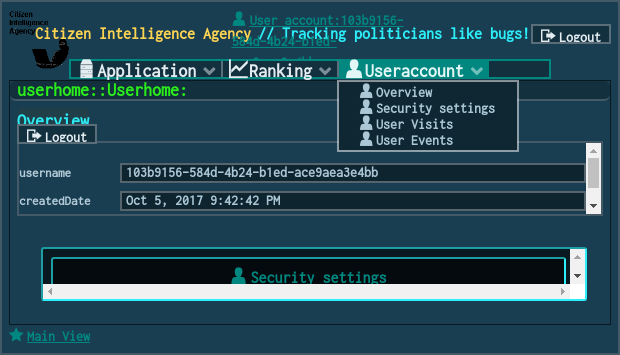 Citizen
Intelligence
Agency
User account:103b9156-
584d-4b24-b1ed-
Citizen Intelligence Agency // Tracking politicians like bugs!
Logout
Application
Ranking
Useraccount
userhome::Userhome:
Overview
Security settings
User Visits
User Events
Overview
Logout
username
103b9156-584d-4b24-b1ed-ace9aea3e4bb
createdDate
Oct 5, 2017 9:42:42 PM
Security settings
Main View